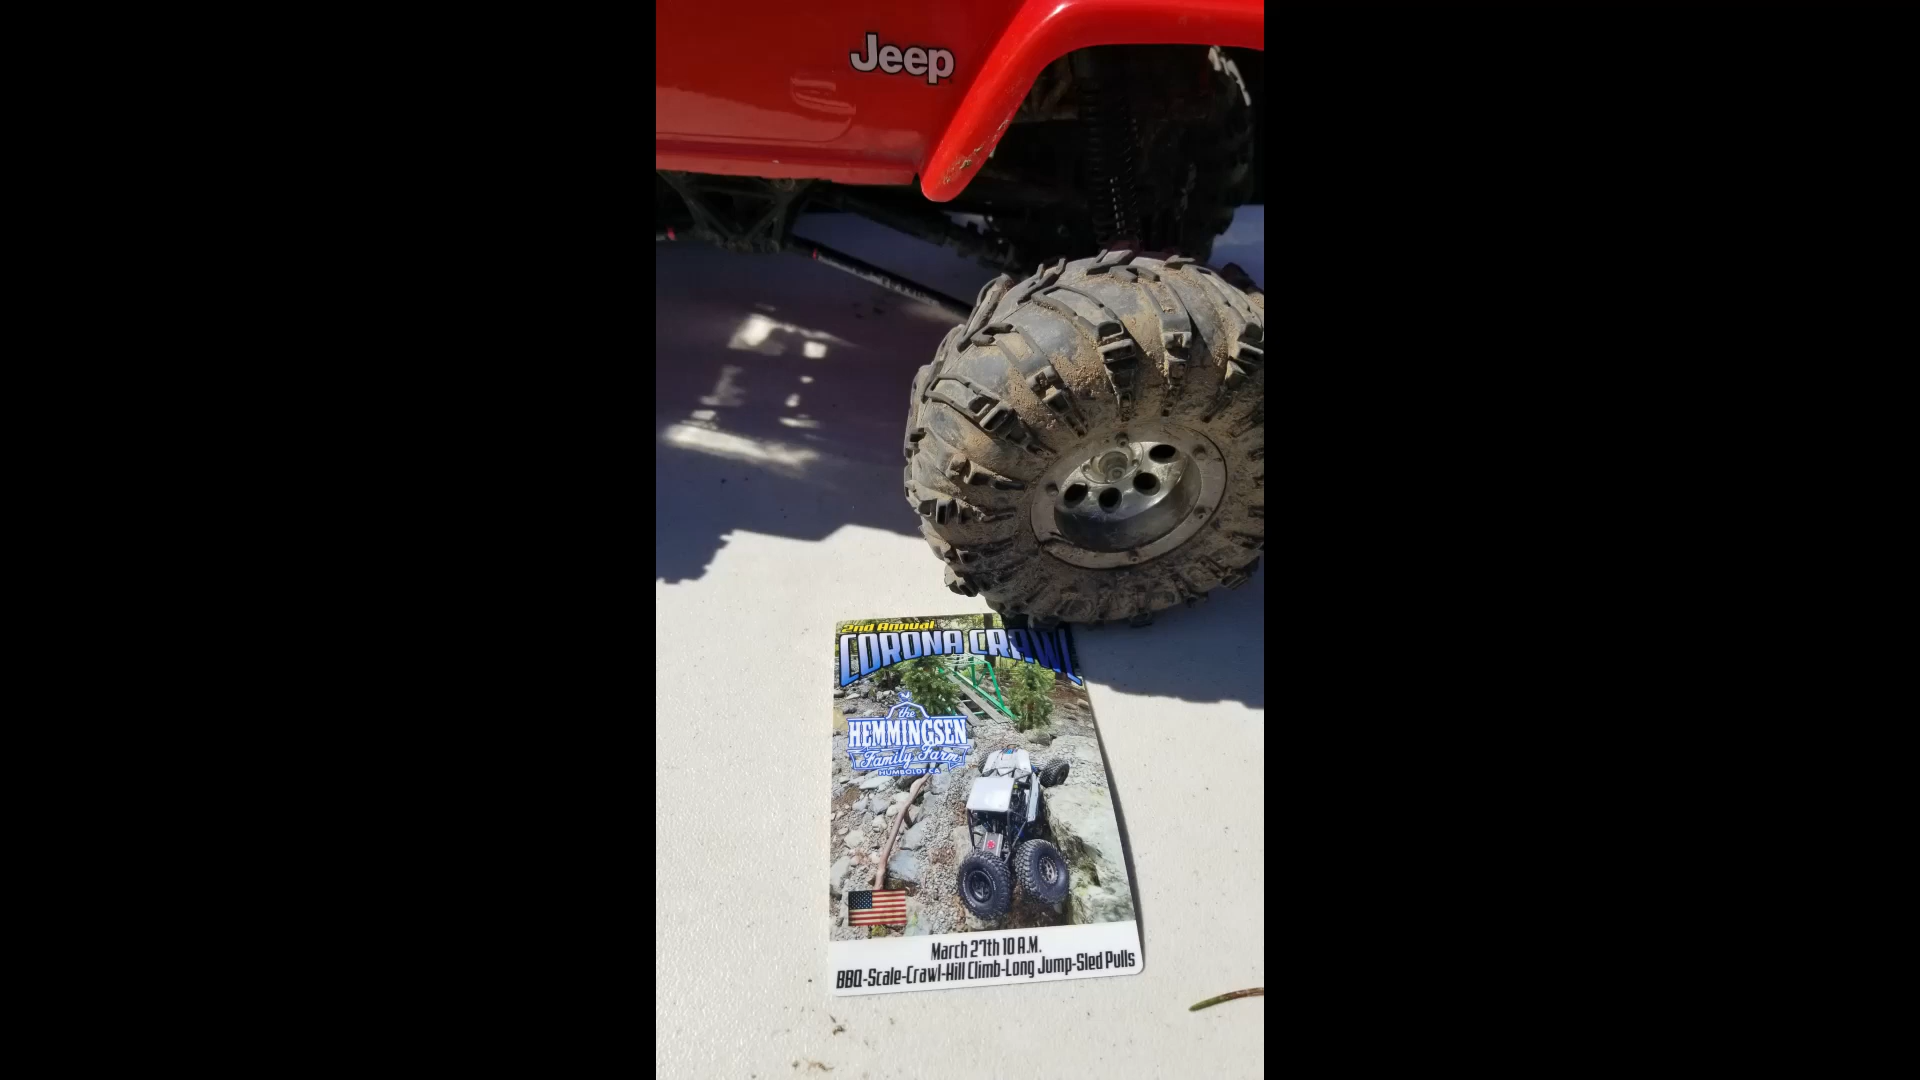 Jeep
2nd Annual
CORONA CRAWL
the
HEMMINGSEN
Family Farm
HUMBOLDT CA
March 27th 10 A.M.
BBQ-Scale-Crawl-Hill Climb-Long Jump-Sled Pulls